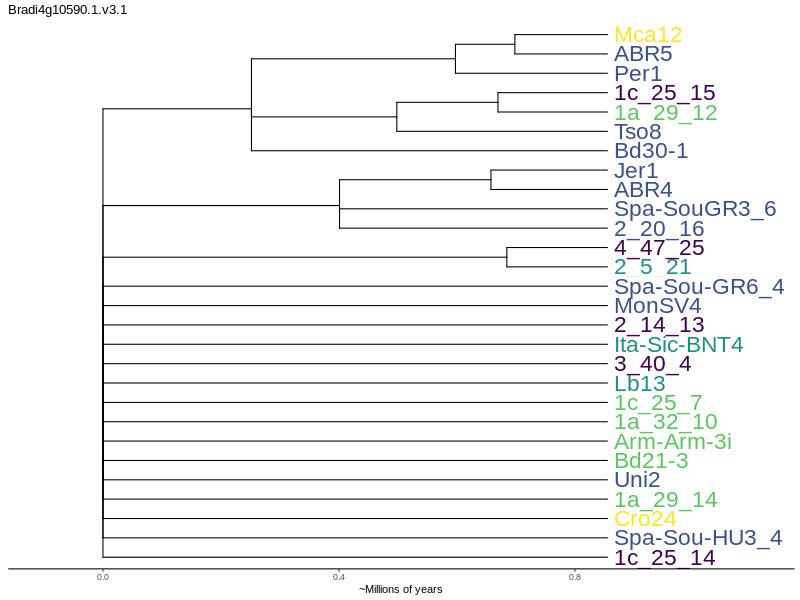 Bradi4g10590.1.v3.1
Mca12
ABR5
Per1
1c_25_15
1a_29_12
Tso8
Bd30-1
Jer1
ABR4
Spa-SouGR3_6
2_20_16
4_47_25
2_5_21
Spa-Sou-GR6_4
MonSV4
2_14_13
Ita-Sic-BNT4
3_40_4
Lb13
1c_25_7
1a_32_10
Arm-Arm-3i
Bd21-3
Uni2
1a_29_14
Cro24
Spa-Sou-HU3_4
1c_25_14
0.0 0.4 0.8
~Millions of years